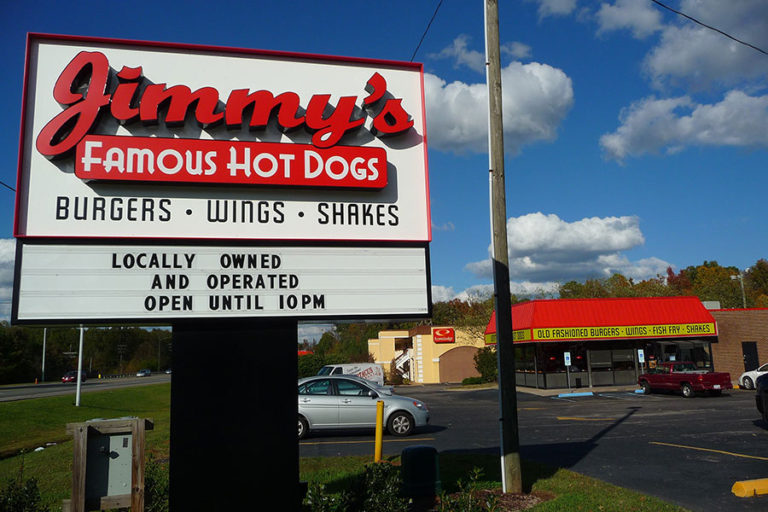 Jimmy's
FAMOUS HOT DOGS
BURGERS • WINGS • SHAKES
LOCALLY OWNED
AND OPERATED
OPEN UNTIL 10PM
OLD FASHIONED BURGERS • WINGS • FISH FRY • SHAKES